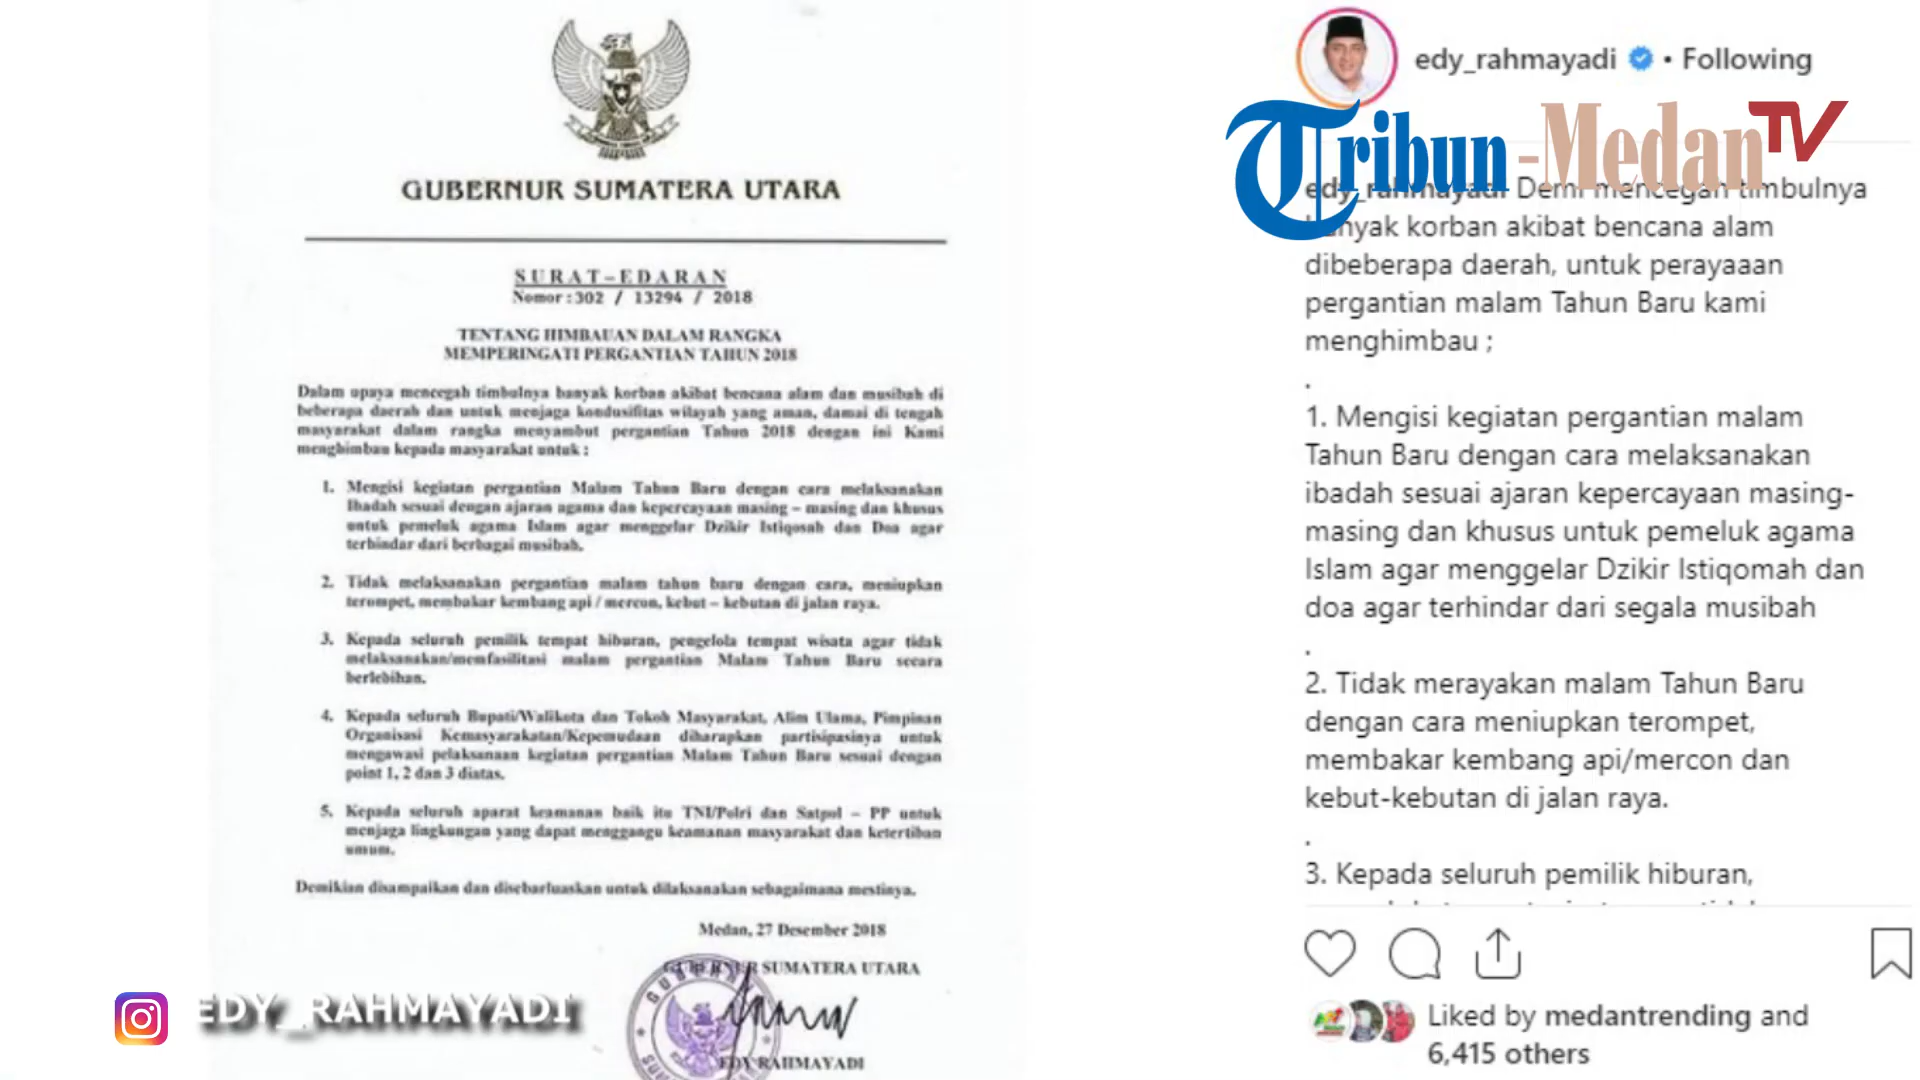 GUBERNUR SUMATERA UTARA
SURAT-EDARAN
Nomor : 302 / 13294 / 2018
TENTANG HIMBAUAN DALAM RANGKA
MEMPERINGATI PERGANTIAN TAHUN 2018
Dalam upaya mencegah timbulnya banyak korban akibat bencana alam dan musibah di
beberapa daerah dan untuk menjaga kondusifitas wilayah yang aman, damai di tengah
masyarakat dalam rangka menyambut pergantian Tahun 2018 dengan ini Kami
menghimbau kepada masyarakat untuk :
1. Mengisi kegiatan pergantian Malam Tahun Baru dengan cara melaksanakan
Ibadah sesuai dengan ajaran agama dan kepercayaan masing – masing dan khusus
untuk pemeluk agama Islam agar menggelar Dzikir Istiqosah dan Doa agar
terhindar dari berbagai musibah.
2. Tidak melaksanakan pergantian malam tahun baru dengan cara, meniupkan
terompet, membakar kembang api / mercon, kebut – kebutan di jalan raya.
3. Kepada seluruh pemilik tempat hiburan, pengelola tempat wisata agar tidak
melaksanakan/memfasilitasi malam pergantian Malam Tahun Baru secara
berlebihan.
4. Kepada seluruh Bupati/Walikota dan Tokoh Masyarakat, Alim Ulama, Pimpinan
Organisasi Kemasyarakatan/Kepemudaan diharapkan partisipasinya untuk
mengawasi pelaksanaan kegiatan pergantian Malam Tahun Baru sesuai dengan
point 1, 2 dan 3 diatas.
5. Kepada seluruh aparat keamanan baik itu TNI/Polri dan Satpol – PP untuk
menjaga lingkungan yang dapat menggangu keamanan masyarakat dan ketertiban
umum.
Demikian disampaikan dan disebarluaskan untuk dilaksanakan sebagaimana mestinya.
Medan, 27 Desember 2018
GUBERNUR SUMATERA UTARA
EDY RAHMAYADI
EDY_RAHMAYADI
edy_rahmayadi • Following
Tribun-Medan TV
edy_rahmayadi Demi mencegah timbulnya
banyak korban akibat bencana alam
dibeberapa daerah, untuk perayaaan
pergantian malam Tahun Baru kami
menghimbau ;
.
1. Mengisi kegiatan pergantian malam
Tahun Baru dengan cara melaksanakan
ibadah sesuai ajaran kepercayaan masing-
masing dan khusus untuk pemeluk agama
Islam agar menggelar Dzikir Istiqomah dan
doa agar terhindar dari segala musibah
.
2. Tidak merayakan malam Tahun Baru
dengan cara meniupkan terompet,
membakar kembang api/mercon dan
kebut-kebutan di jalan raya.
.
3. Kepada seluruh pemilik hiburan,
Liked by medantrending and
6,415 others